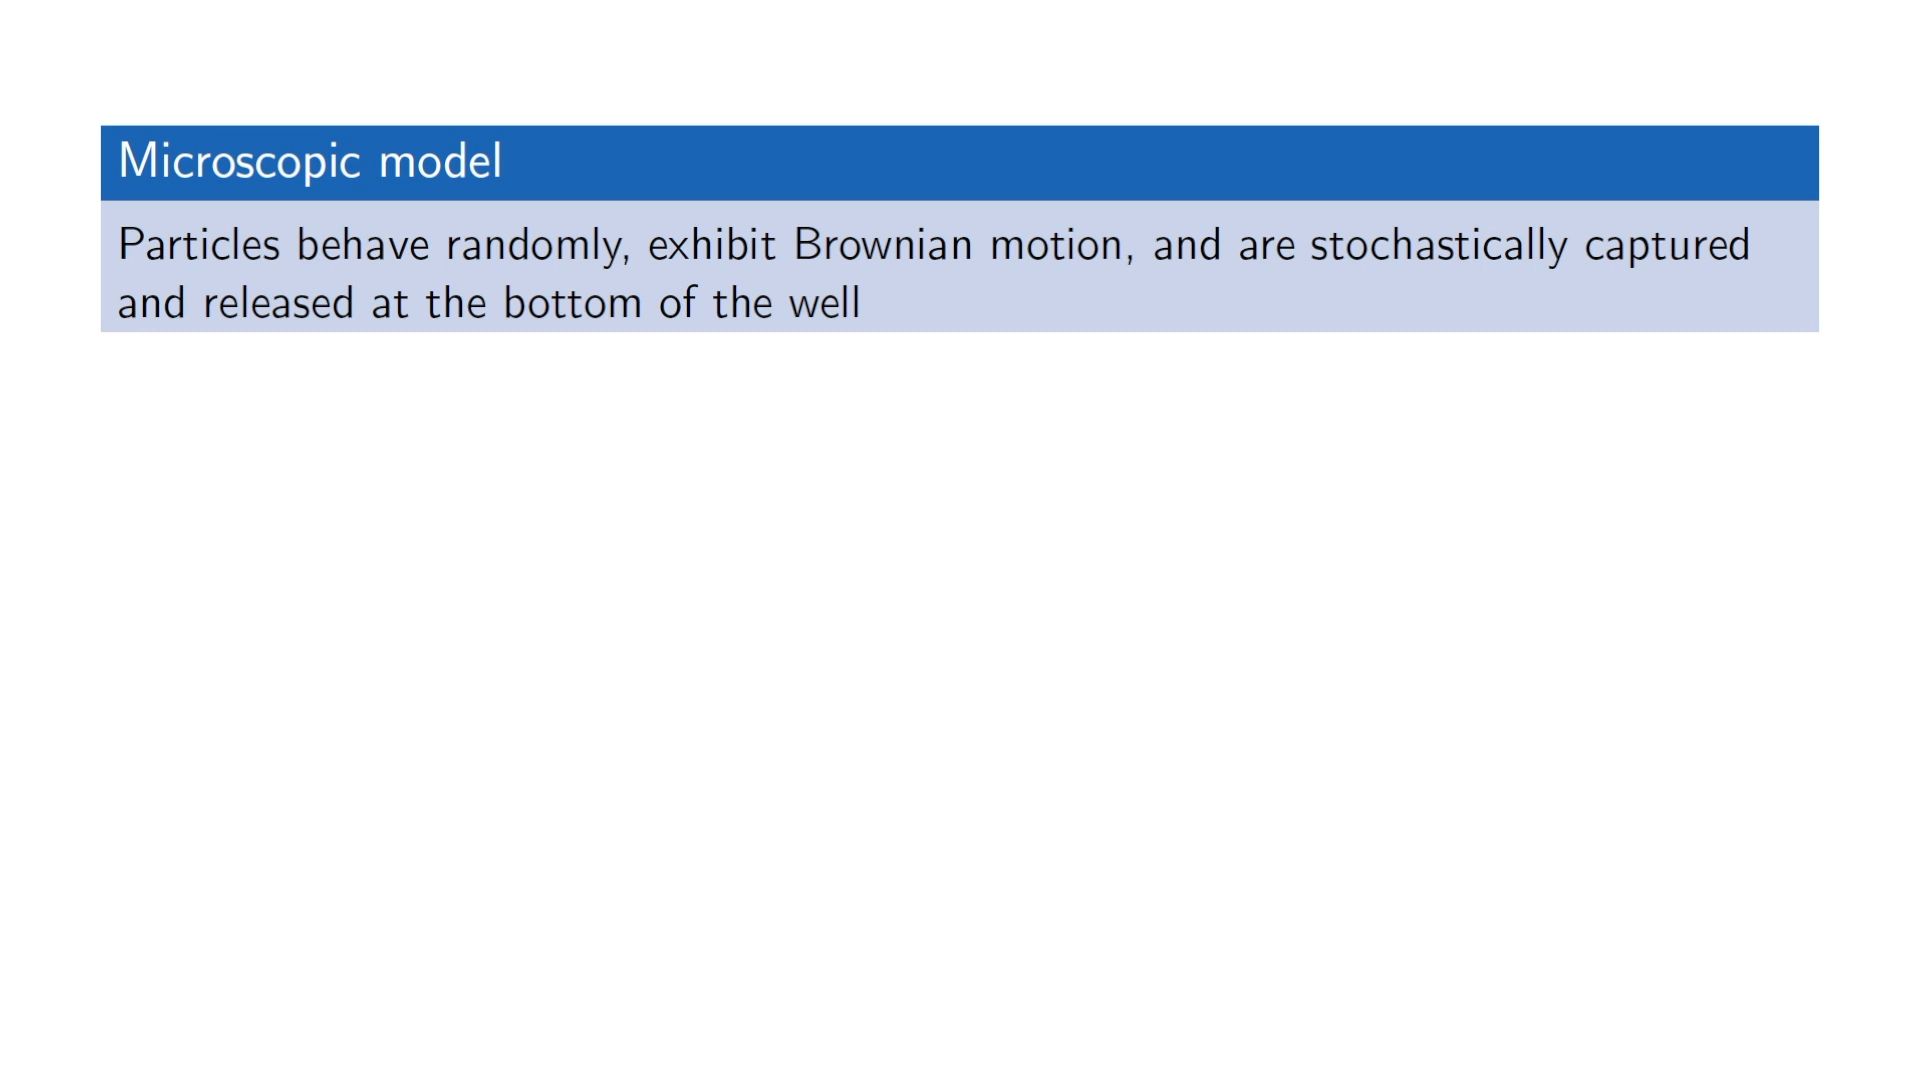 Microscopic model
Particles behave randomly, exhibit Brownian motion, and are stochastically captured
and released at the bottom of the well